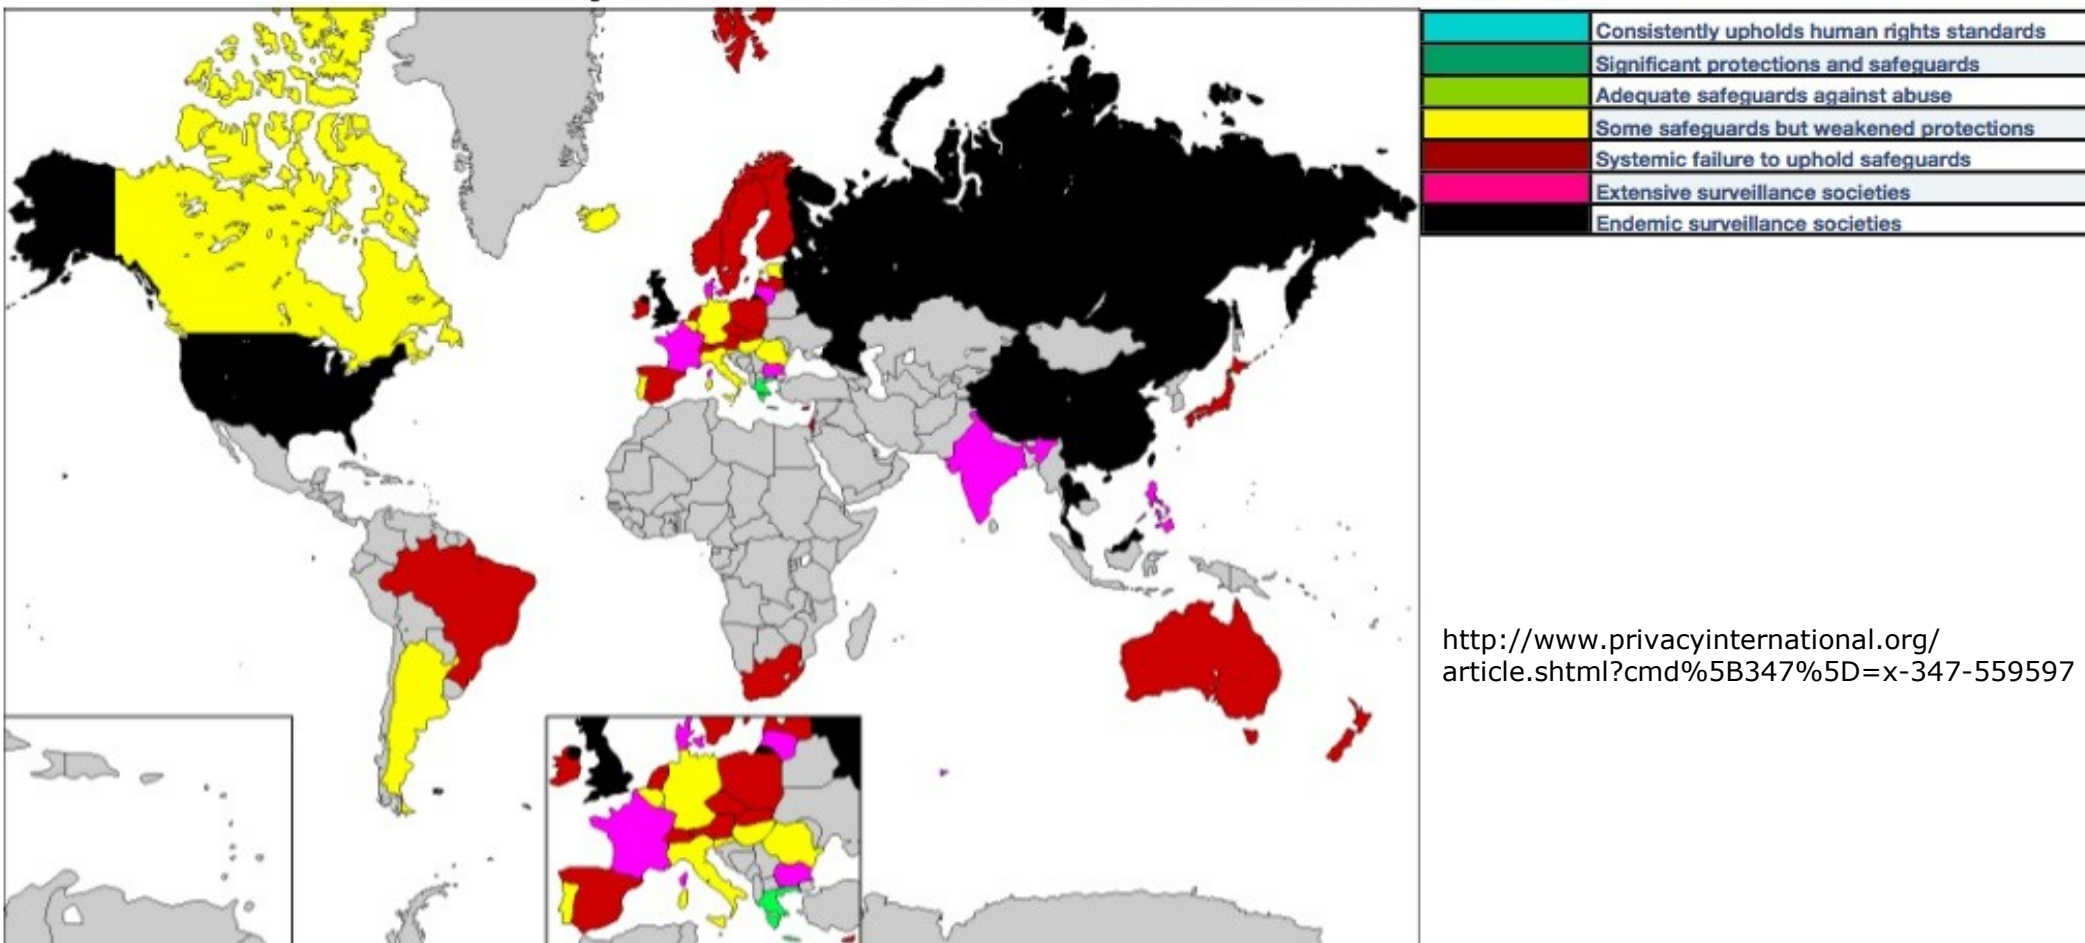 Consistently upholds human rights standards
Significant protections and safeguards
Adequate safeguards against abuse
Some safeguards but weakened protections
Systemic failure to uphold safeguards
Extensive surveillance societies
Endemic surveillance societies
http://www.privacyinternational.org/
article.shtml?cmd%5B347%5D=x-347-559597